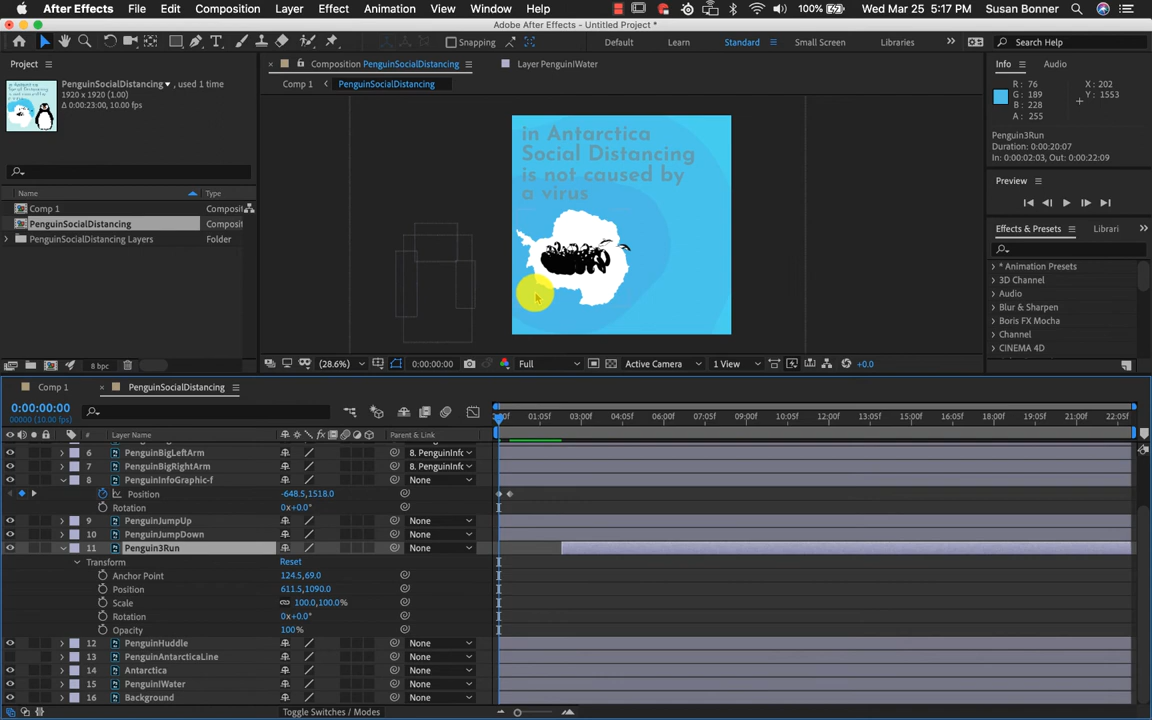 After Effects File Edit Composition Layer Effect Animation View Window Help 100% Wed Mar 25 5:17 PM Susan Bonner
Adobe After Effects - Untitled Project *
Snapping Default Learn Standard Small Screen Libraries Search Help
Project Composition PenguinSocialDistancing Layer PenguinIWater Info Audio
Comp 1 PenguinSocialDistancing
PenguinSocialDistancing , used 1 time
1920 x 1920 (1.00)
Δ 0:00:23:00, 10.00 fps
R: 76 X: 202
G: 189 Y: 1553
B: 228
A: 255
in Antarctica
Social Distancing
is not caused by
a virus
Penguin3Run
Duration: 0:00:20:07
In: 0:00:02:03, Out: 0:00:22:09
Preview
Name Type
Comp 1 Composit
PenguinSocialDistancing Composit
PenguinSocialDistancing Layers Folder
Effects & Presets Librari
* Animation Presets
3D Channel
Audio
Blur & Sharpen
Boris FX Mocha
Channel
CINEMA 4D
8 bpc (28.6%) 0:00:00:00 Full Active Camera 1 View +0.0
Comp 1 PenguinSocialDistancing
0:00:00:00
00000 (10.00 fps)
:00f 01:05f 03:00f 04:05f 06:00f 07:05f 09:00f 10:05f 12:00f 13:05f 15:00f 16:05f 18:00f 19:05f 21:00f 22:05f
# Layer Name Parent & Link
6 PenguinBigLeftArm 8. PenguinInfo
7 PenguinBigRightArm 8. PenguinInfo
8 PenguinInfoGraphic-f None
Position -648.5,1518.0
Rotation 0x+0.0°
9 PenguinJumpUp None
10 PenguinJumpDown None
11 Penguin3Run None
Transform Reset
Anchor Point 124.5,69.0
Position 611.5,1090.0
Scale 100.0,100.0%
Rotation 0x+0.0°
Opacity 100%
12 PenguinHuddle None
13 PenguinAntarcticaLine None
14 Antarctica None
15 PenguinIWater None
16 Background None
Toggle Switches / Modes